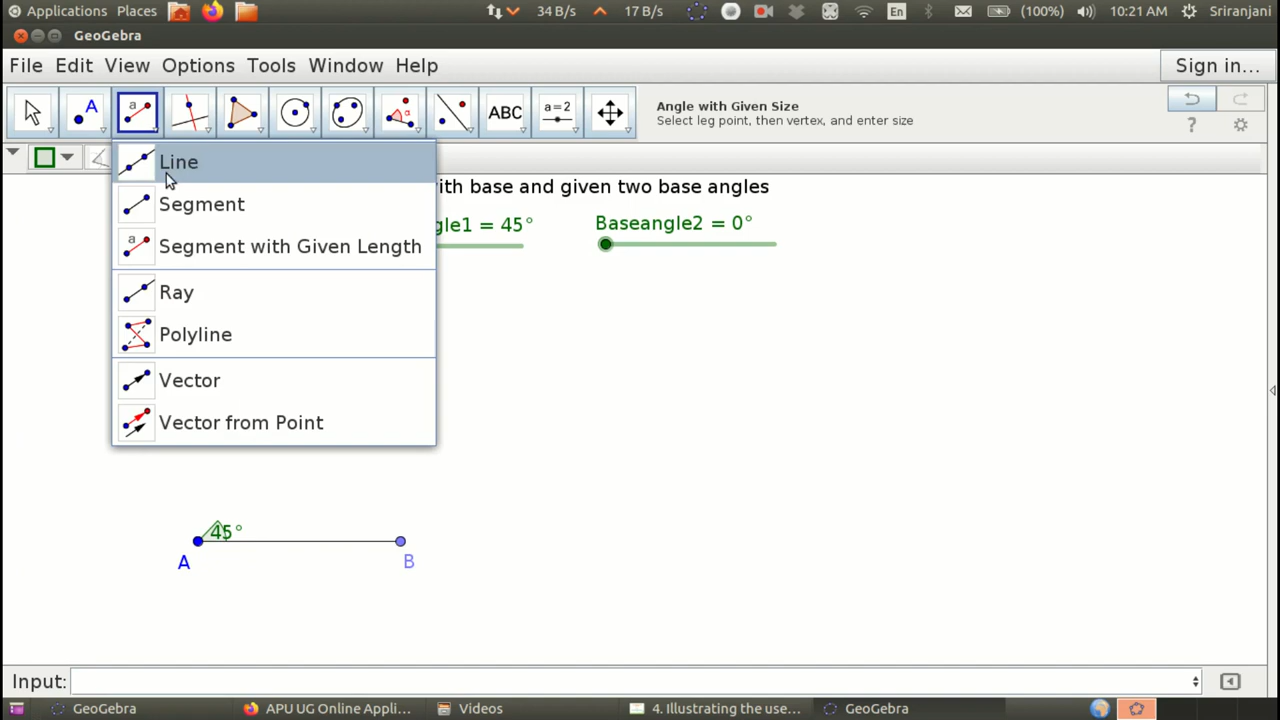 Applications Places 34 B/s 17 B/s En (100%) 10:21 AM Sriranjani
GeoGebra
File Edit View Options Tools Window Help Sign in...
A a ABC a=2 Angle with Given Size
Select leg point, then vertex, and enter size
Line
Segment
a Segment with Given Length
Ray
Polyline
Vector
Vector from Point
with base and given two base angles
gle1 = 45° Baseangle2 = 0°
45°
A B
Input:
GeoGebra APU UG Online Appli... Videos 4. Illustrating the use... GeoGebra